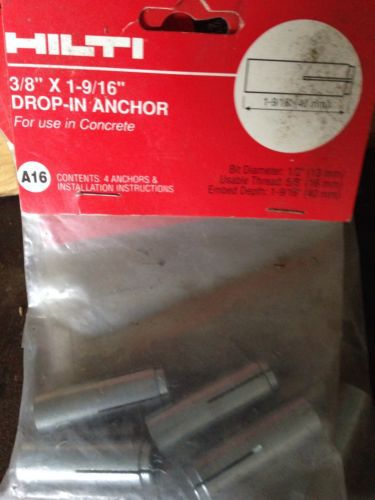 HILTI
3/8" X 1-9/16"
DROP-IN ANCHOR
For use in Concrete
1-9/16" (40 mm)
A16
CONTENTS: 4 ANCHORS &
INSTALLATION INSTRUCTIONS
Bit Diameter: 1/2" (13 mm)
Usable Thread: 5/8" (16 mm)
Embed Depth: 1-9/16" (40 mm)